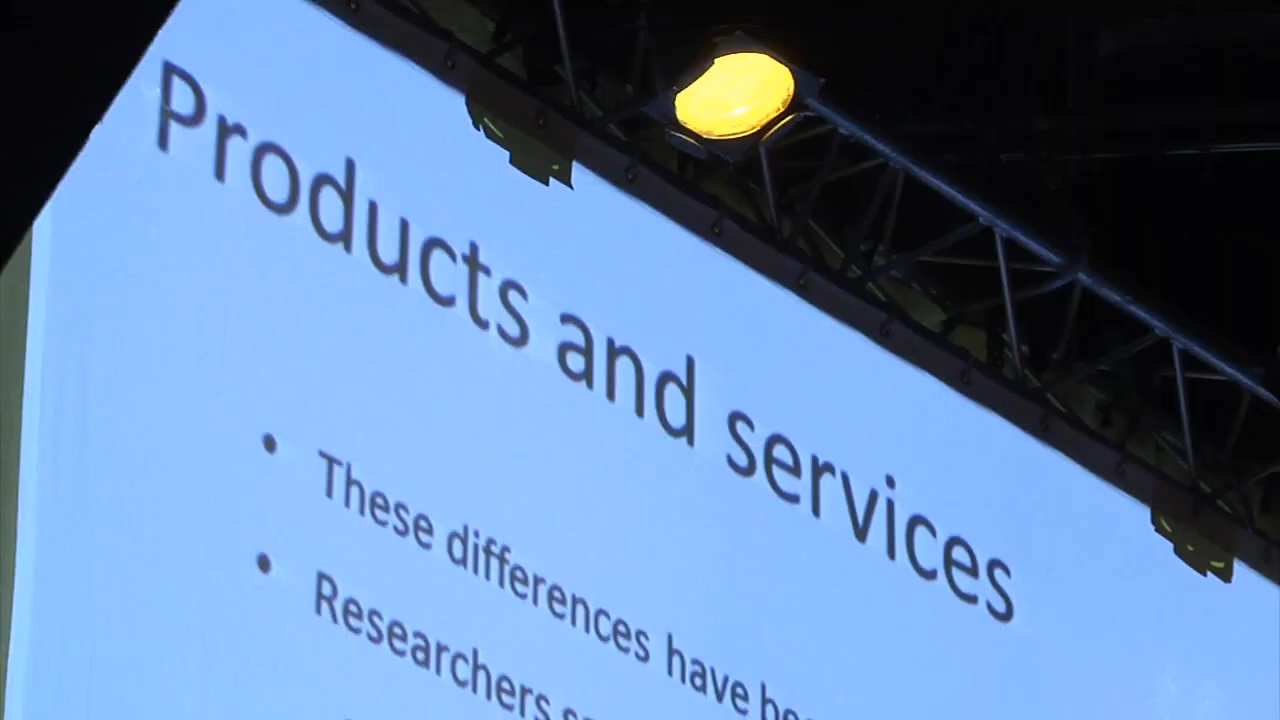 Products and services
• These differences have
• Researchers